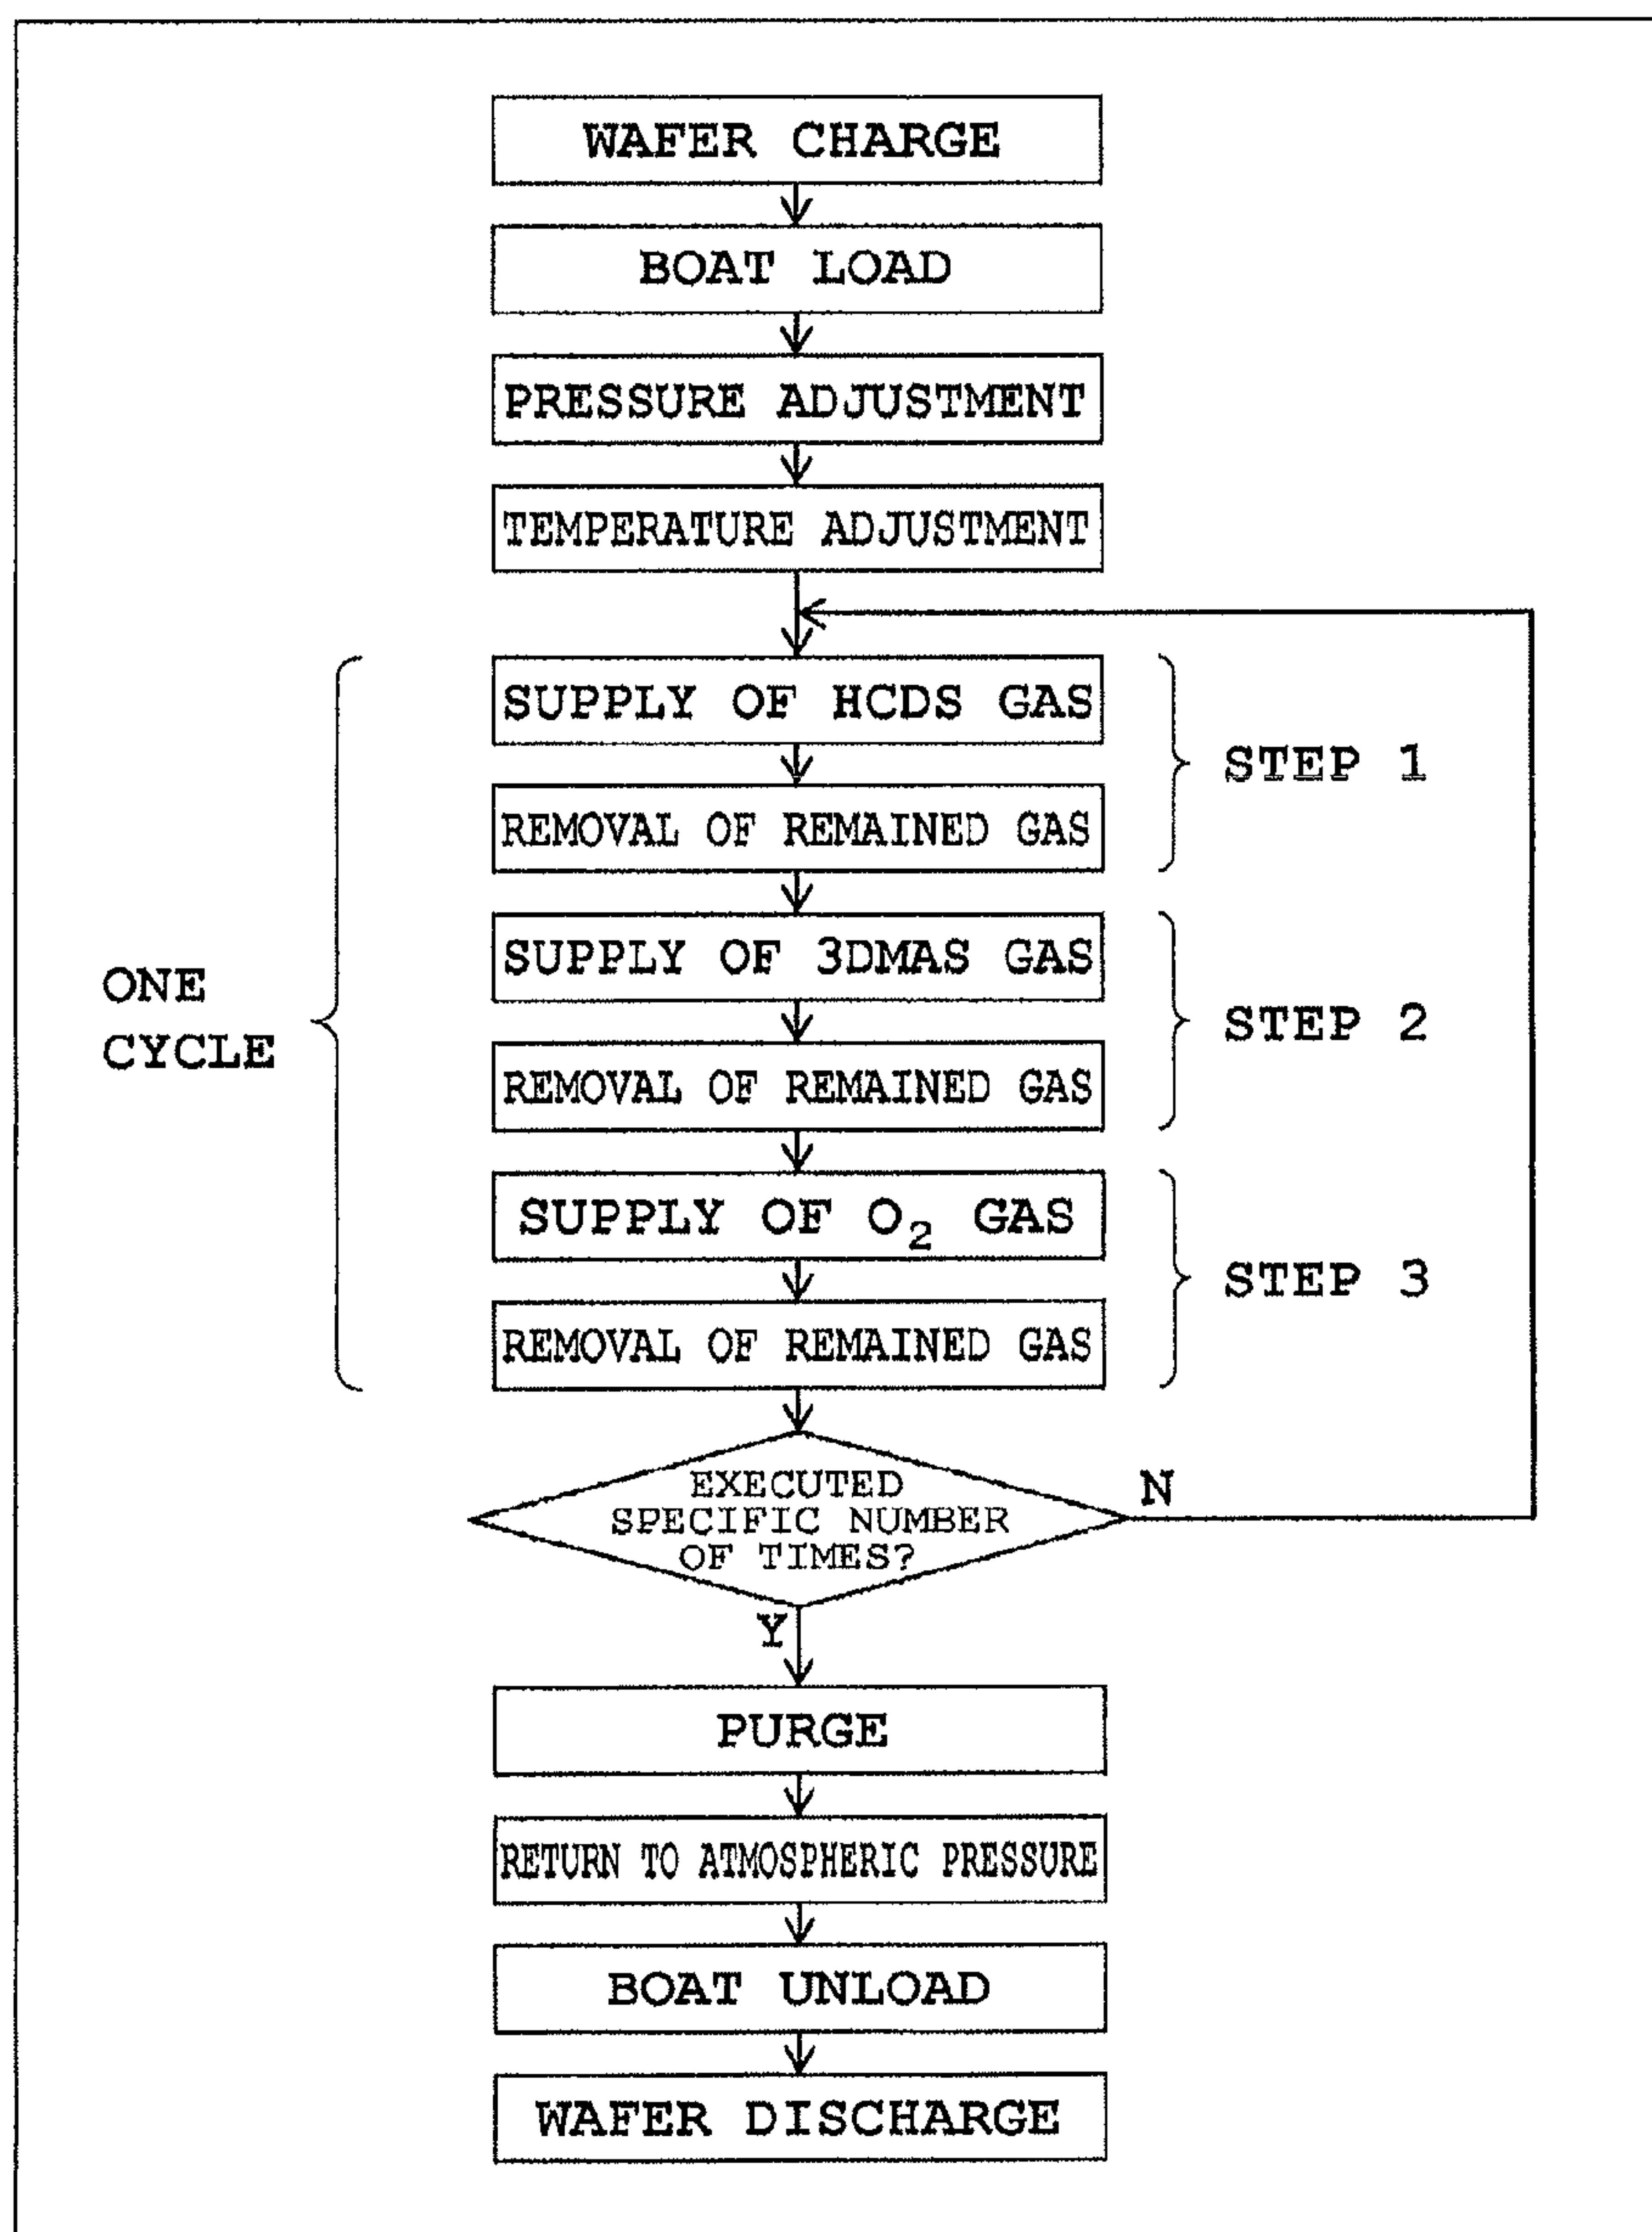 WAFER CHARGE
BOAT LOAD
PRESSURE ADJUSTMENT
TEMPERATURE ADJUSTMENT
SUPPLY OF HCDS GAS
STEP 1
REMOVAL OF REMAINED GAS
SUPPLY OF 3DMAS GAS
ONE
CYCLE
STEP 2
REMOVAL OF REMAINED GAS
SUPPLY OF O₂ GAS
STEP 3
REMOVAL OF REMAINED GAS
EXECUTED
SPECIFIC NUMBER
OF TIMES?
N
Y
PURGE
RETURN TO ATMOSPHERIC PRESSURE
BOAT UNLOAD
WAFER DISCHARGE